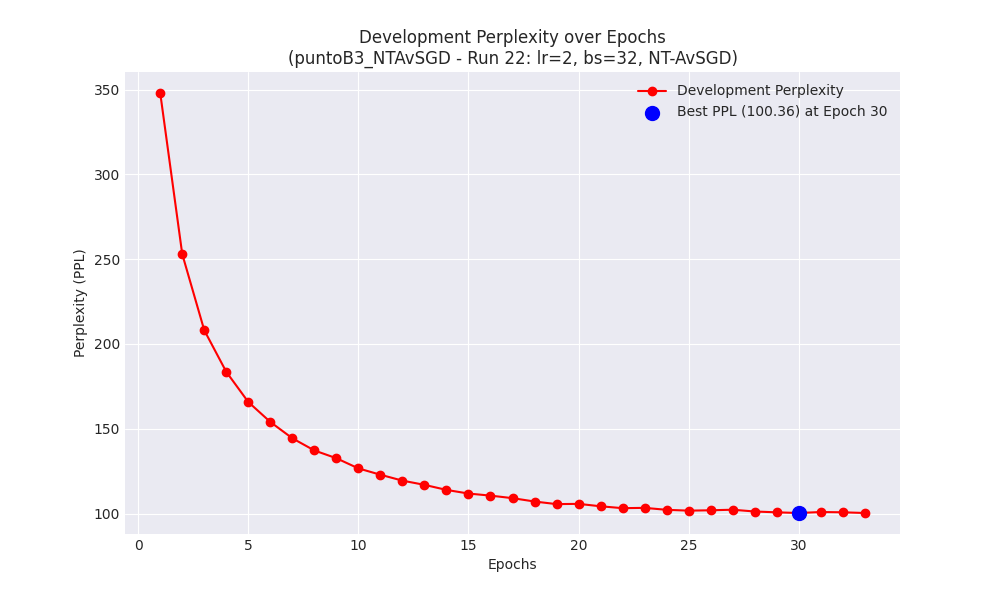 Development Perplexity over Epochs
(puntoB3_NTAvSGD - Run 22: lr=2, bs=32, NT-AvSGD)
Development Perplexity
Best PPL (100.36) at Epoch 30
Perplexity (PPL)
350
300
250
200
150
100
0 5 10 15 20 25 30
Epochs